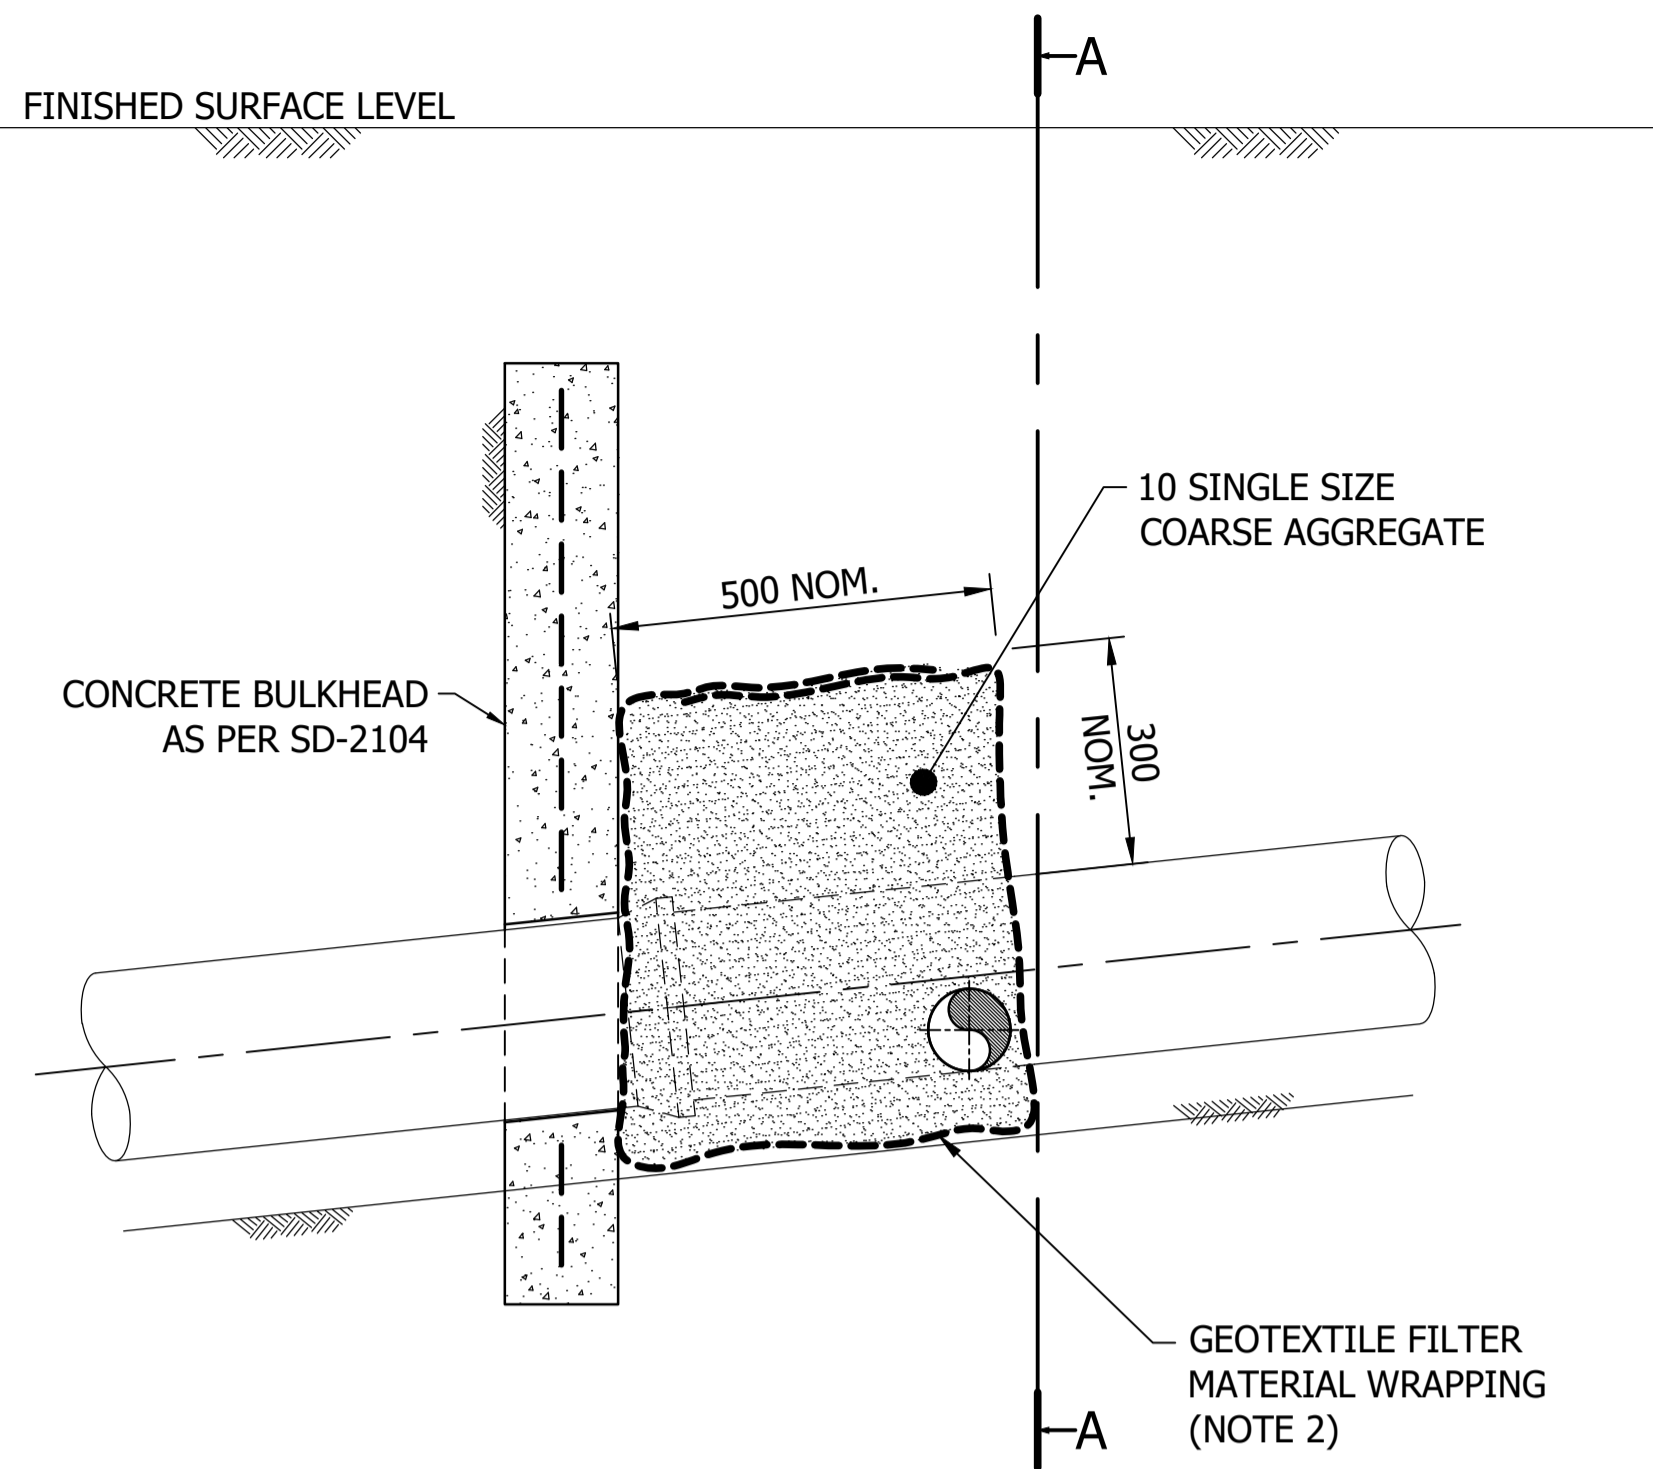 A
FINISHED SURFACE LEVEL
10 SINGLE SIZE
COARSE AGGREGATE
500 NOM.
CONCRETE BULKHEAD
AS PER SD-2104
300
NOM.
GEOTEXTILE FILTER
MATERIAL WRAPPING
(NOTE 2)
A